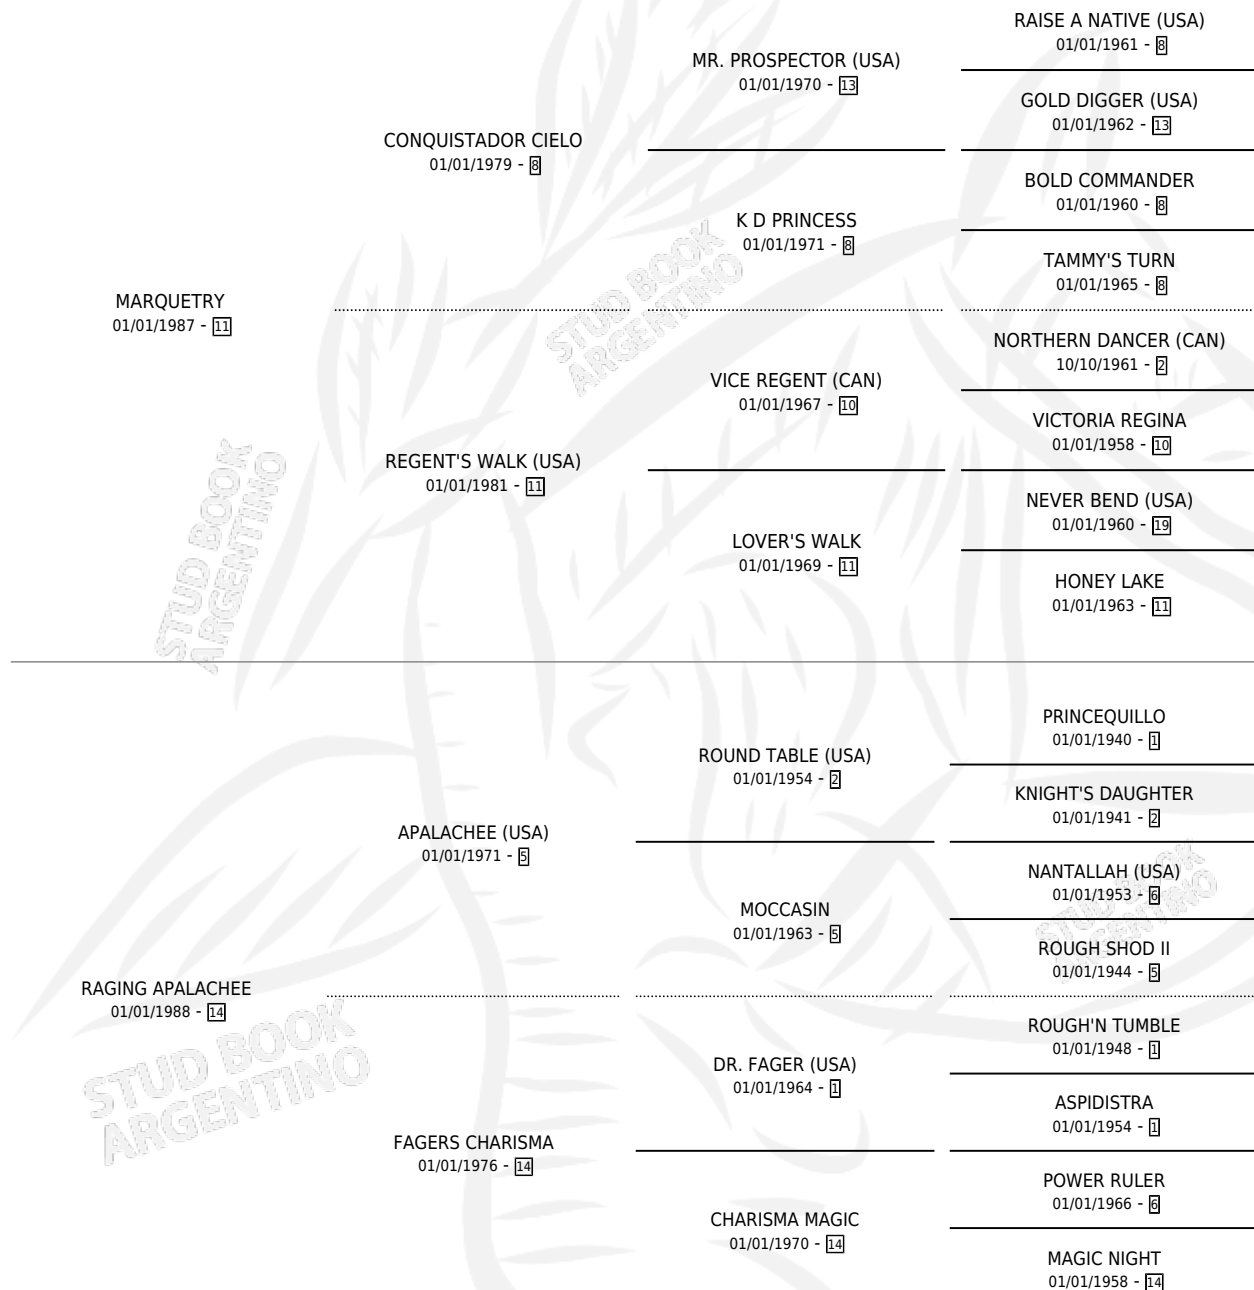 RAISE A NATIVE (USA)
01/01/1961 - 8
MR. PROSPECTOR (USA)
01/01/1970 - 13
GOLD DIGGER (USA)
01/01/1962 - 13
CONQUISTADOR CIELO
01/01/1979 - 8
BOLD COMMANDER
01/01/1960 - 8
K D PRINCESS
01/01/1971 - 8
TAMMY'S TURN
01/01/1965 - 8
MARQUETRY
01/01/1987 - 11
NORTHERN DANCER (CAN)
10/10/1961 - 2
VICE REGENT (CAN)
01/01/1967 - 10
VICTORIA REGINA
01/01/1958 - 10
REGENT'S WALK (USA)
01/01/1981 - 11
NEVER BEND (USA)
01/01/1960 - 19
LOVER'S WALK
01/01/1969 - 11
HONEY LAKE
01/01/1963 - 11
PRINCEQUILLO
01/01/1940 - 1
ROUND TABLE (USA)
01/01/1954 - 2
KNIGHT'S DAUGHTER
01/01/1941 - 2
APALACHEE (USA)
01/01/1971 - 5
NANTALLAH (USA)
01/01/1953 - 6
MOCCASIN
01/01/1963 - 5
ROUGH SHOD II
01/01/1944 - 5
RAGING APALACHEE
01/01/1988 - 14
ROUGH'N TUMBLE
01/01/1948 - 1
DR. FAGER (USA)
01/01/1964 - 1
ASPIDISTRA
01/01/1954 - 1
FAGERS CHARISMA
01/01/1976 - 14
POWER RULER
01/01/1966 - 6
CHARISMA MAGIC
01/01/1970 - 14
MAGIC NIGHT
01/01/1958 - 14
STUD BOOK
ARGENTINO
STUD BOOK
ARGENTINO
STUD BOOK
ARGENTINO
STUD BOOK
ARGENTINO